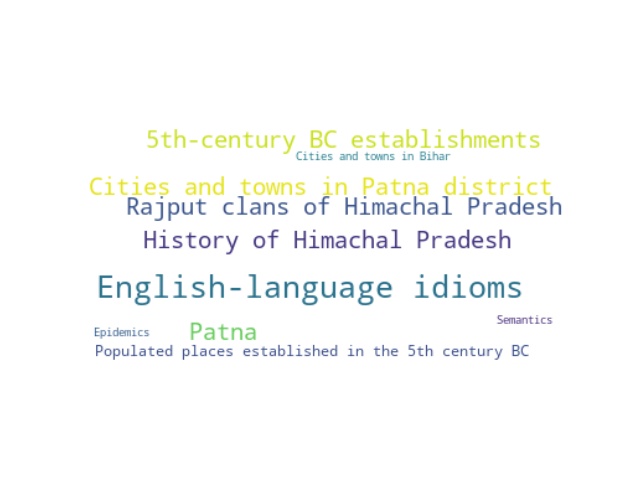 5th-century BC establishments
Cities and towns in Bihar
Cities and towns in Patna district
Rajput clans of Himachal Pradesh
History of Himachal Pradesh
English-language idioms
Semantics
Epidemics
Patna
Populated places established in the 5th century BC